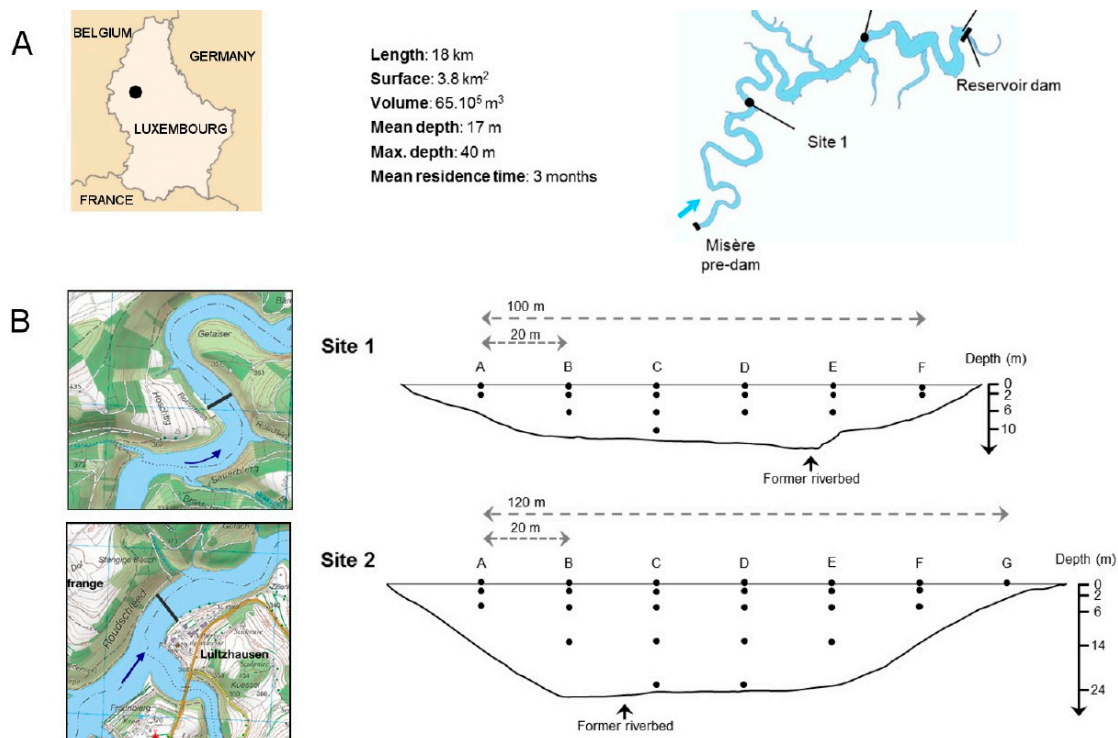 A
BELGIUM
GERMANY
LUXEMBOURG
FRANCE
Length: 18 km
Surface: 3.8 km²
Volume: 65.10⁵ m³
Mean depth: 17 m
Max. depth: 40 m
Mean residence time: 3 months
Reservoir dam
Site 1
Misère
pre-dam
B
Getaiser
Site 1
100 m
20 m
A B C D E F
Depth (m)
0
2
6
10
Former riverbed
frange
Roudschleed
Lultzhausen
Site 2
120 m
20 m
A B C D E F G
Depth (m)
0
2
6
14
24
Former riverbed